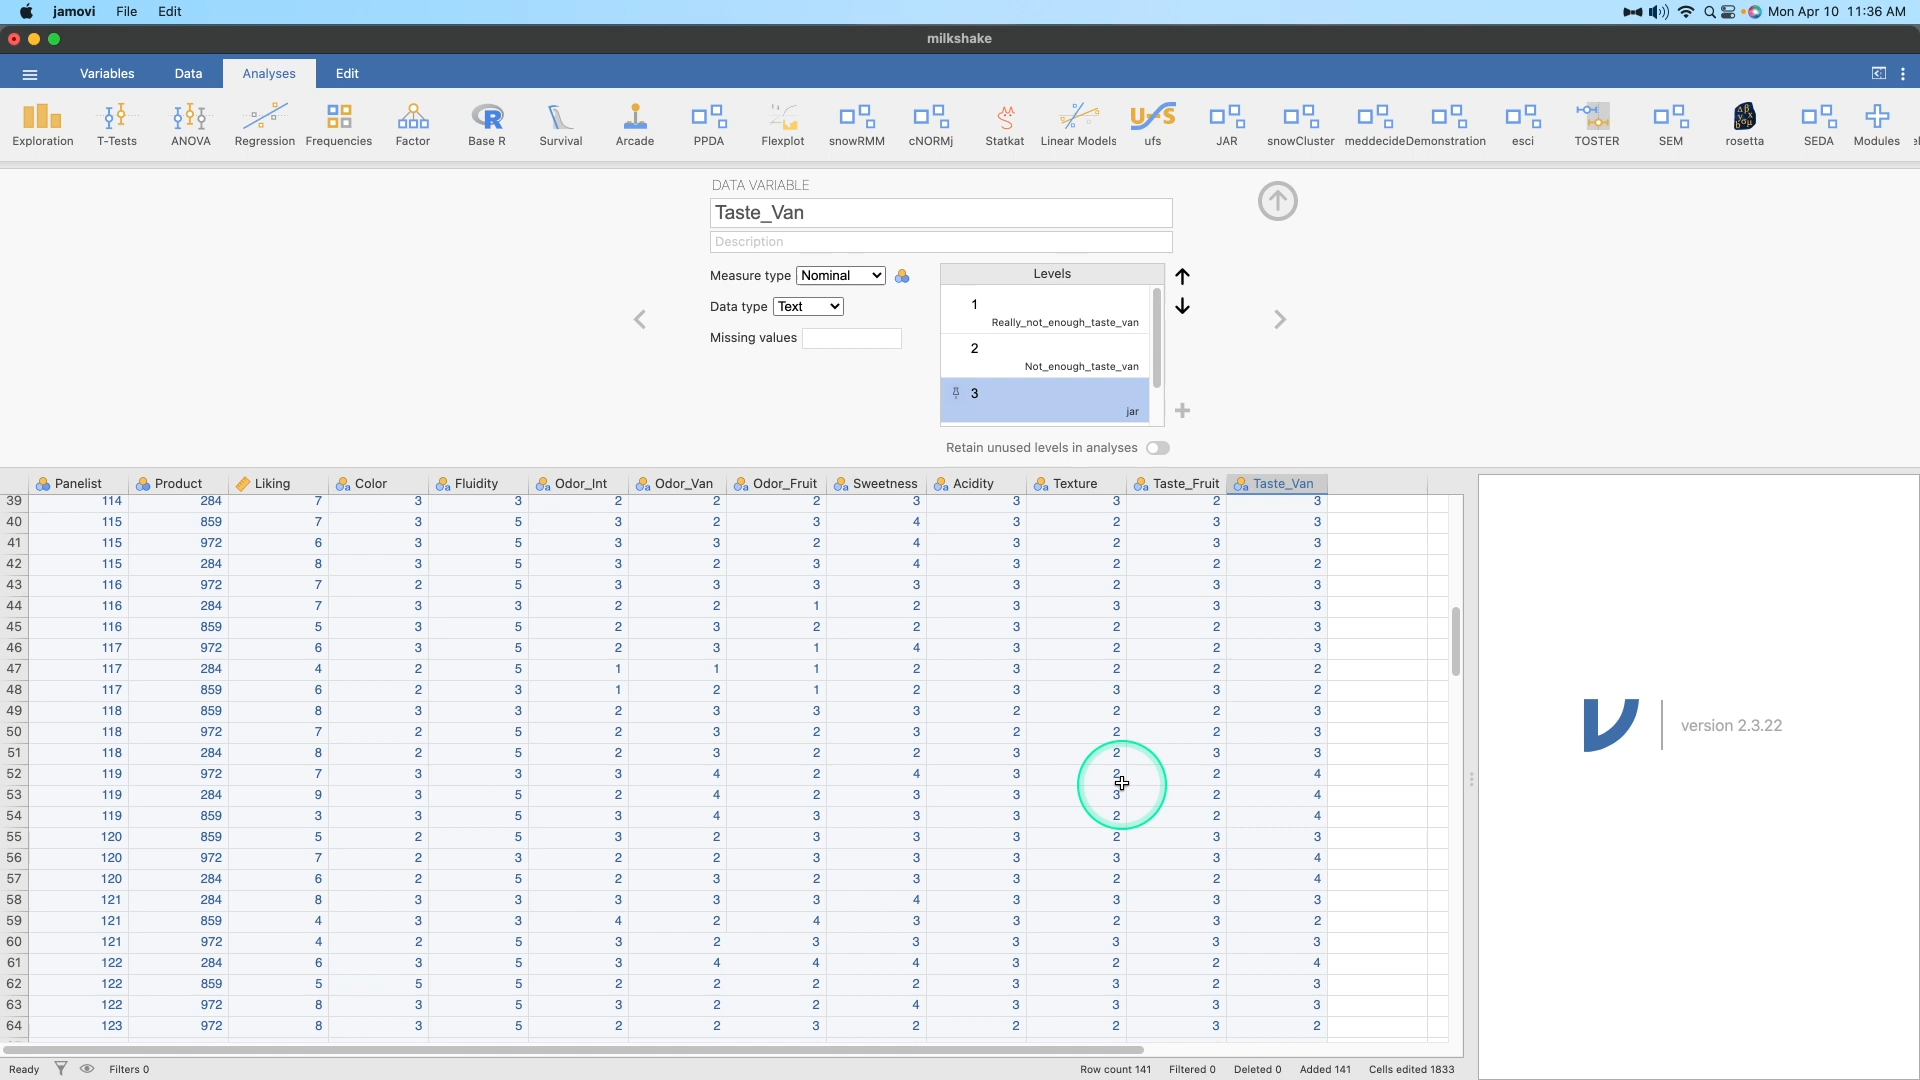 jamovi File Edit Mon Apr 10 11:36 AM
milkshake
Variables Data Analyses Edit
Exploration T-Tests ANOVA Regression Frequencies Factor Base R Survival Arcade PPDA Flexplot snowRMM cNORMj Statkat Linear Models ufs JAR snowCluster meddecide Demonstration esci TOSTER SEM rosetta SEDA Modules
DATA VARIABLE
Taste_Van
Description
Measure type Nominal
Data type Text
Missing values
Levels
1
Really_not_enough_taste_van
2
Not_enough_taste_van
3
jar
Retain unused levels in analyses
Panelist Product Liking Color Fluidity Odor_Int Odor_Van Odor_Fruit Sweetness Acidity Texture Taste_Fruit Taste_Van
39 114 284 7 3 3 2 2 2 3 3 3 2 3
40 115 859 7 3 5 3 2 3 4 3 2 3 3
41 115 972 6 3 5 3 3 2 4 3 2 3 3
42 115 284 8 3 5 3 2 3 4 3 2 2 2
43 116 972 7 2 5 3 3 3 3 3 2 3 3
44 116 284 7 3 3 2 2 1 2 3 3 3 3
45 116 859 5 3 5 2 3 2 2 3 2 2 3
46 117 972 6 3 5 2 3 1 4 3 2 2 3
47 117 284 4 2 5 1 1 1 2 3 2 2 2
48 117 859 6 2 3 1 2 1 2 3 3 3 2
49 118 859 8 3 3 2 3 3 3 2 2 2 3
50 118 972 7 2 5 2 3 2 3 2 2 2 3
51 118 284 8 2 5 2 3 2 2 3 2 3 3
52 119 972 7 3 3 3 4 2 4 3 2 2 4
53 119 284 9 3 5 2 4 2 3 3 3 2 4
54 119 859 3 3 5 3 4 3 3 3 2 2 4
55 120 859 5 2 5 3 2 3 3 3 2 3 3
56 120 972 7 2 3 2 2 3 3 3 3 3 4
57 120 284 6 2 5 2 3 2 3 3 2 2 4
58 121 284 8 3 3 3 3 3 4 3 3 3 3
59 121 859 4 3 3 4 2 4 3 3 2 3 2
60 121 972 4 2 5 3 2 3 3 3 3 3 3
61 122 284 6 3 5 3 4 4 4 3 2 2 4
62 122 859 5 5 5 2 2 2 2 3 3 2 3
63 122 972 8 3 5 3 2 2 4 3 3 3 3
64 123 972 8 3 5 2 2 3 2 2 2 3 2
version 2.3.22
Ready Filters 0 Row count 141 Filtered 0 Deleted 0 Added 141 Cells edited 1833